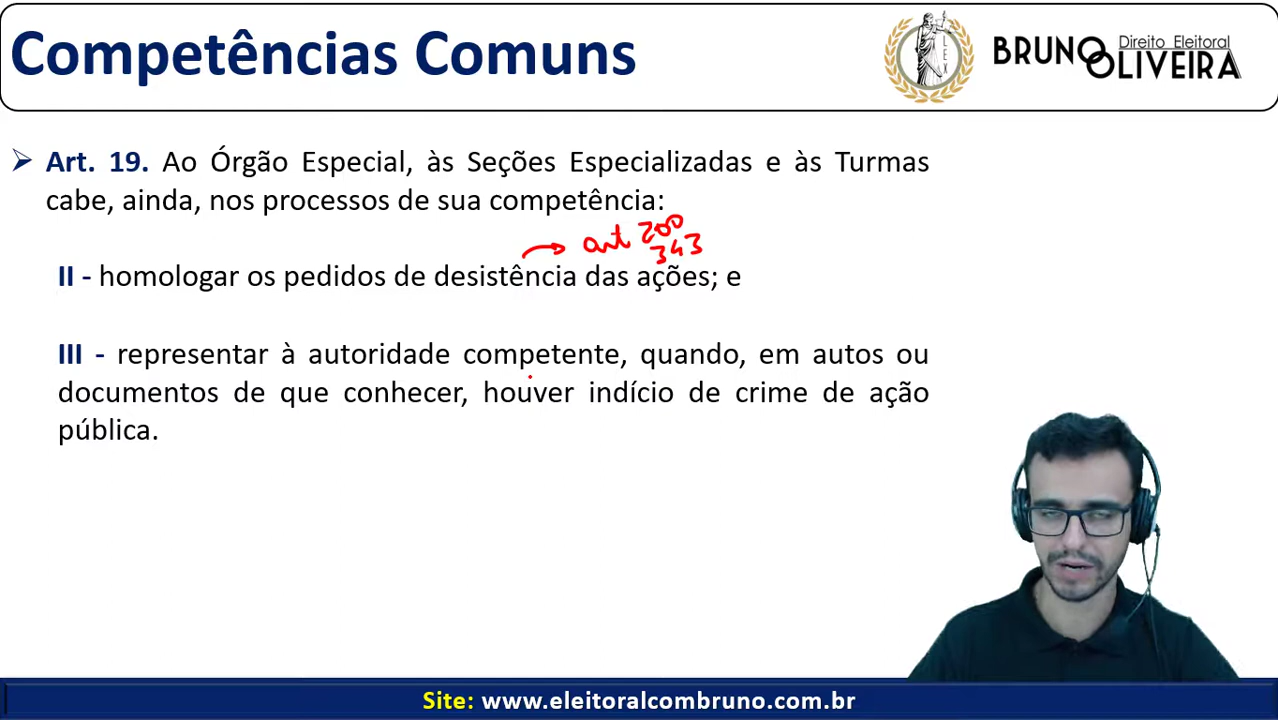 Competências Comuns
LEX
BRUNO Direito Eleitoral
OLIVEIRA
Art. 19. Ao Órgão Especial, às Seções Especializadas e às Turmas
cabe, ainda, nos processos de sua competência:
art 200
343
II - homologar os pedidos de desistência das ações; e
III - representar à autoridade competente, quando, em autos ou
documentos de que conhecer, houver indício de crime de ação
pública.
Site: www.eleitoralcombruno.com.br